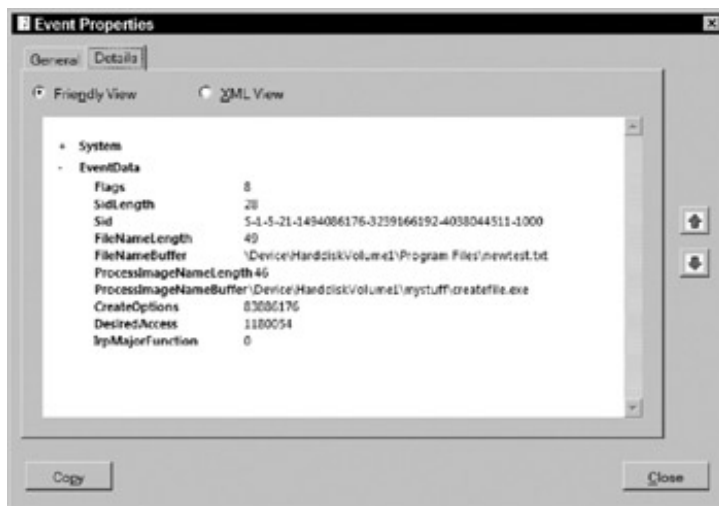 Event Properties
General Details
Friendly View XML View
+ System
- EventData
Flags 8
SidLength 28
Sid S-1-5-21-1494086176-3239166192-4038044511-1000
FileNameLength 49
FileNameBuffer \Device\HarddiskVolume1\Program Files\newtest.txt
ProcessImageNameLength 46
ProcessImageNameBuffer \Device\HarddiskVolume1\mystuff\createfile.exe
CreateOptions 83886176
DesiredAccess 1180054
IrpMajorFunction 0
Copy Close